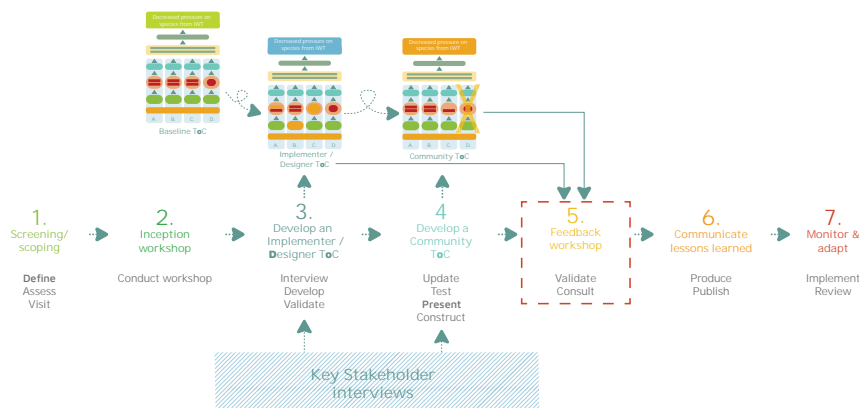 Decreased pressure on
species from IWT
A B C D
Baseline ToC
Decreased pressure on
species from IWT
A B C D
Implementer /
Designer ToC
Decreased pressure on
species from IWT
A B C D
Community ToC
1.
Screening/
scoping
Define
Assess
Visit
2.
Inception
workshop
Conduct workshop
3.
Develop an
Implementer /
Designer ToC
Interview
Develop
Validate
4
Develop a
Community
ToC
Update
Test
Present
Construct
5.
Feedback
workshop
Validate
Consult
6.
Communicate
lessons learned
Produce
Publish
7.
Monitor &
adapt
Implement
Review
Key Stakeholder
interviews